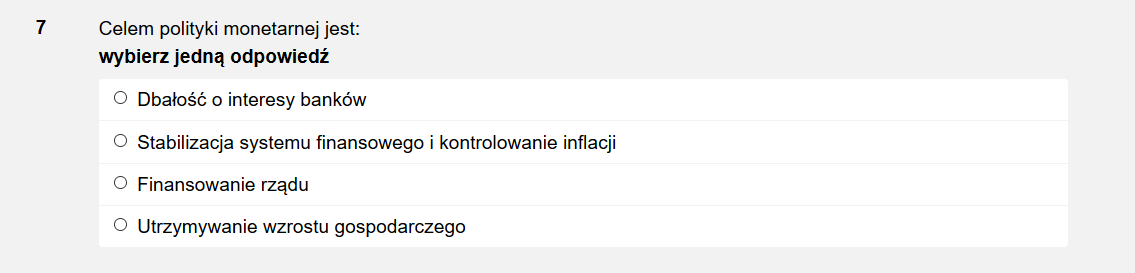 7 Celem polityki monetarnej jest:
wybierz jedną odpowiedź
Dbałość o interesy banków
Stabilizacja systemu finansowego i kontrolowanie inflacji
Finansowanie rządu
Utrzymywanie wzrostu gospodarczego